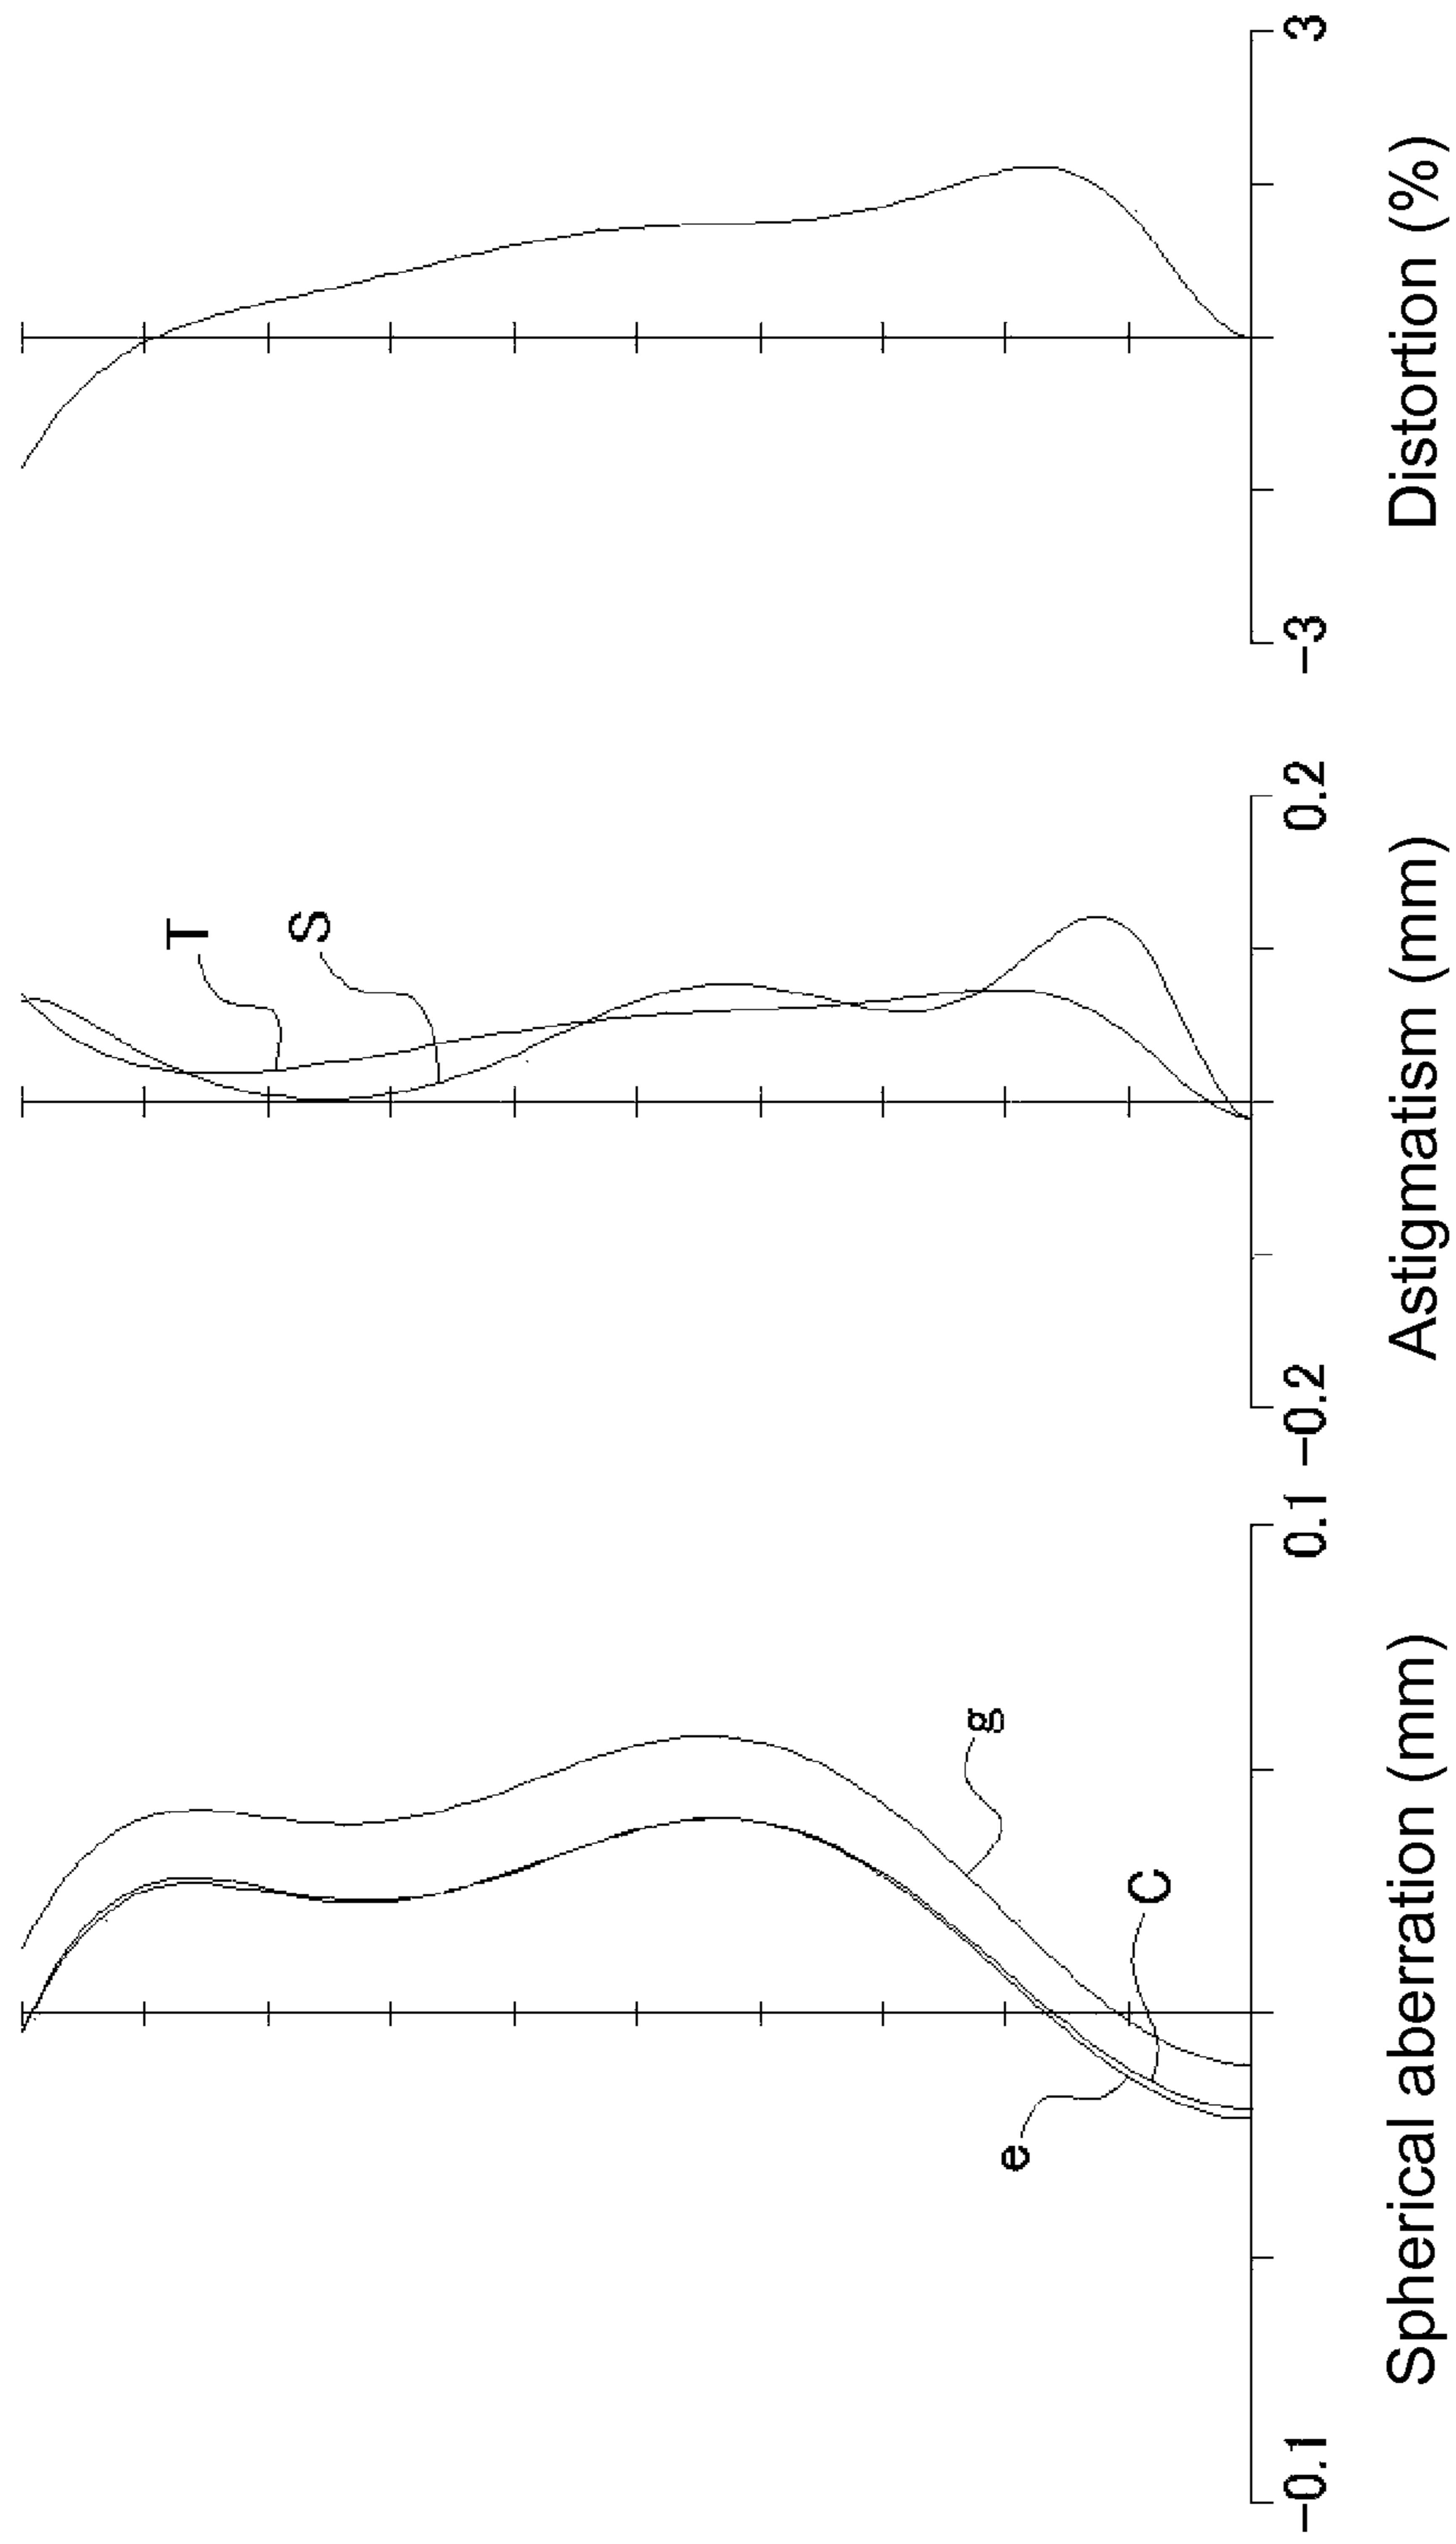 g
C
e
-0.1
0.1
Spherical aberration (mm)
T
S
-0.2
0.2
Astigmatism (mm)
-3
3
Distortion (%)